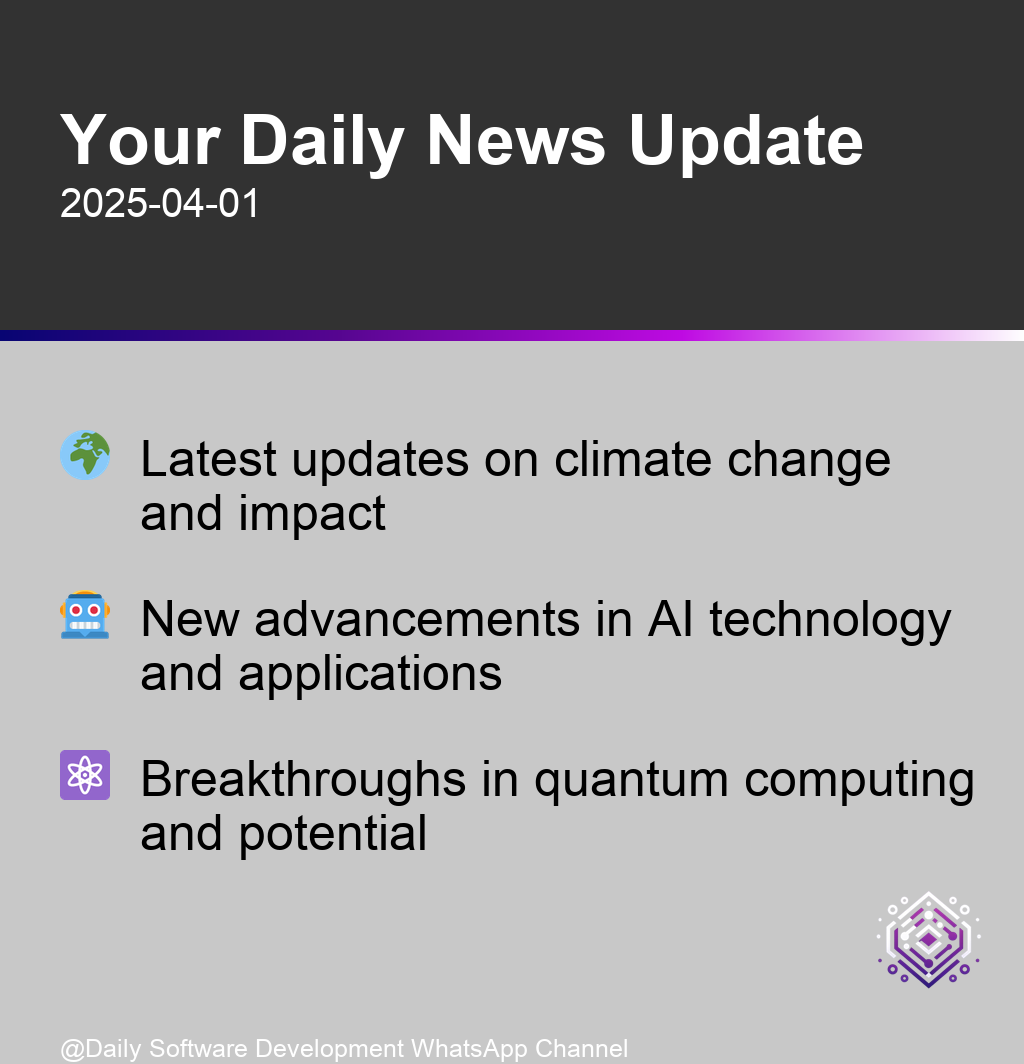 Your Daily News Update
2025-04-01
Latest updates on climate change
and impact
New advancements in AI technology
and applications
Breakthroughs in quantum computing
and potential
@Daily Software Development WhatsApp Channel